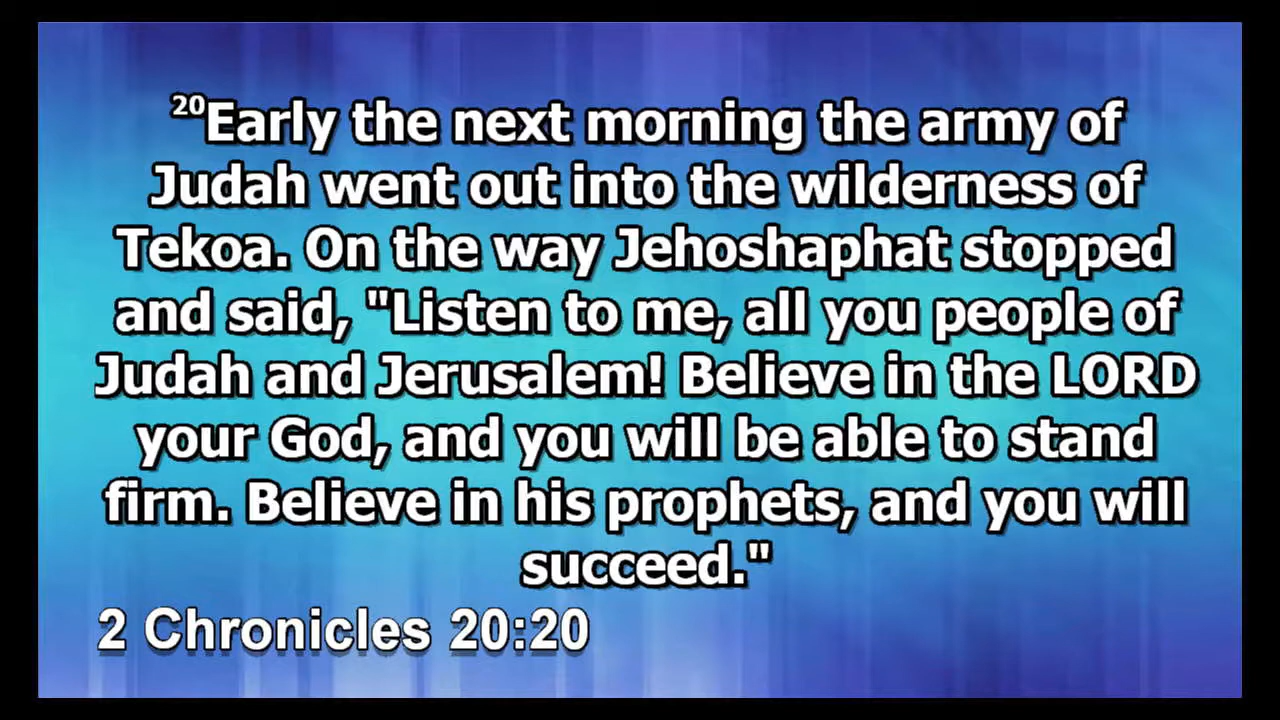 20Early the next morning the army of
Judah went out into the wilderness of
Tekoa. On the way Jehoshaphat stopped
and said, "Listen to me, all you people of
Judah and Jerusalem! Believe in the LORD
your God, and you will be able to stand
firm. Believe in his prophets, and you will
succeed."
2 Chronicles 20:20